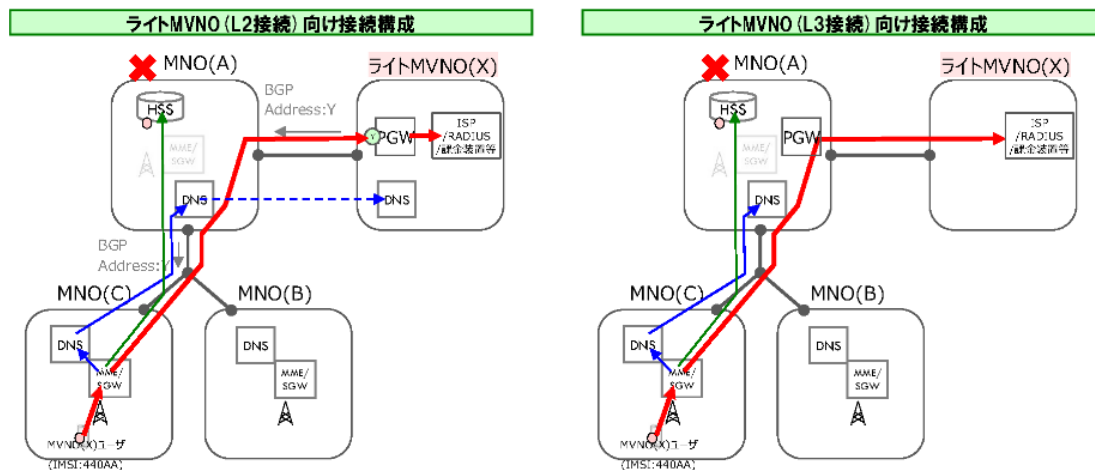 ライトMVNO (L2接続) 向け接続構成
MNO(A)
ライトMVNO(X)
HSS
BGP
Address:Y
MME/
SGW
Y
PGW
ISP
/RADIUS
/課金装置等
DNS
DNS
BGP
Address:Y
MNO(C)
MNO(B)
DNS
MME/
SGW
DNS
MME/
SGW
MVNO(X)ユーザ
(IMSI:440AA)
ライトMVNO (L3接続) 向け接続構成
MNO(A)
ライトMVNO(X)
HSS
MME/
SGW
PGW
ISP
/RADIUS
/課金装置等
DNS
MNO(C)
MNO(B)
DNS
MME/
SGW
DNS
MME/
SGW
MVNO(X)ユーザ
(IMSI:440AA)